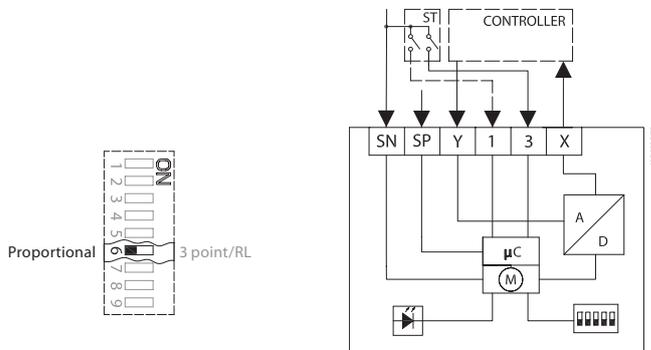 ST
CONTROLLER
SN SP Y 1 3 X
ON
1
2
3
4
5
Proportional 6 3 point/RL
7
8
9
A
D
µC
M